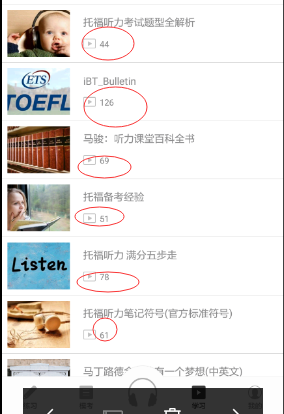 托福听力考试题型全解析
44
ETS
TOEFL
iBT_Bulletin
126
马骏：听力课堂百科全书
69
托福备考经验
51
Listen
托福听力 满分五步走
78
托福听力笔记符号(官方标准符号)
61
马丁路德
有一个梦想(中英文)
学习